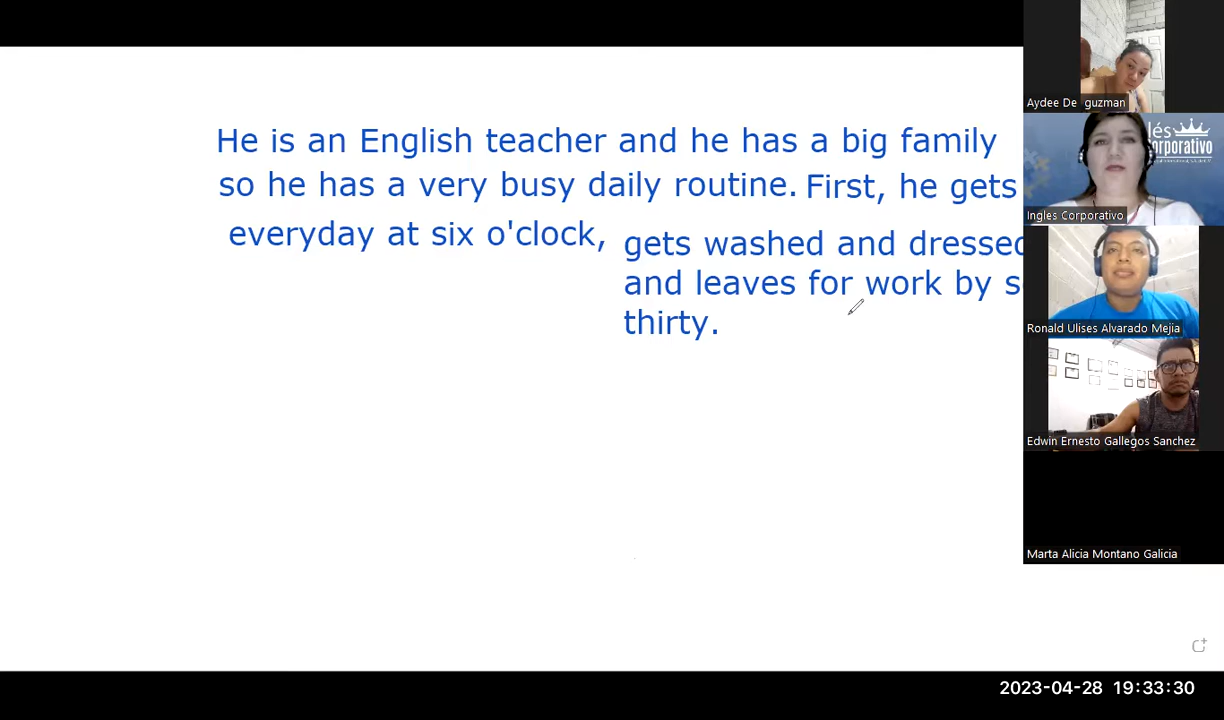 He is an English teacher and he has a big family
so he has a very busy daily routine. First, he gets
everyday at six o'clock,
gets washed and dressed
and leaves for work by
thirty.
Aydee De guzman
lés
orporativo
Ingles Corporativo
Ronald Ulises Alvarado Mejia
Edwin Ernesto Gallegos Sanchez
Marta Alicia Montano Galicia
2023-04-28 19:33:30